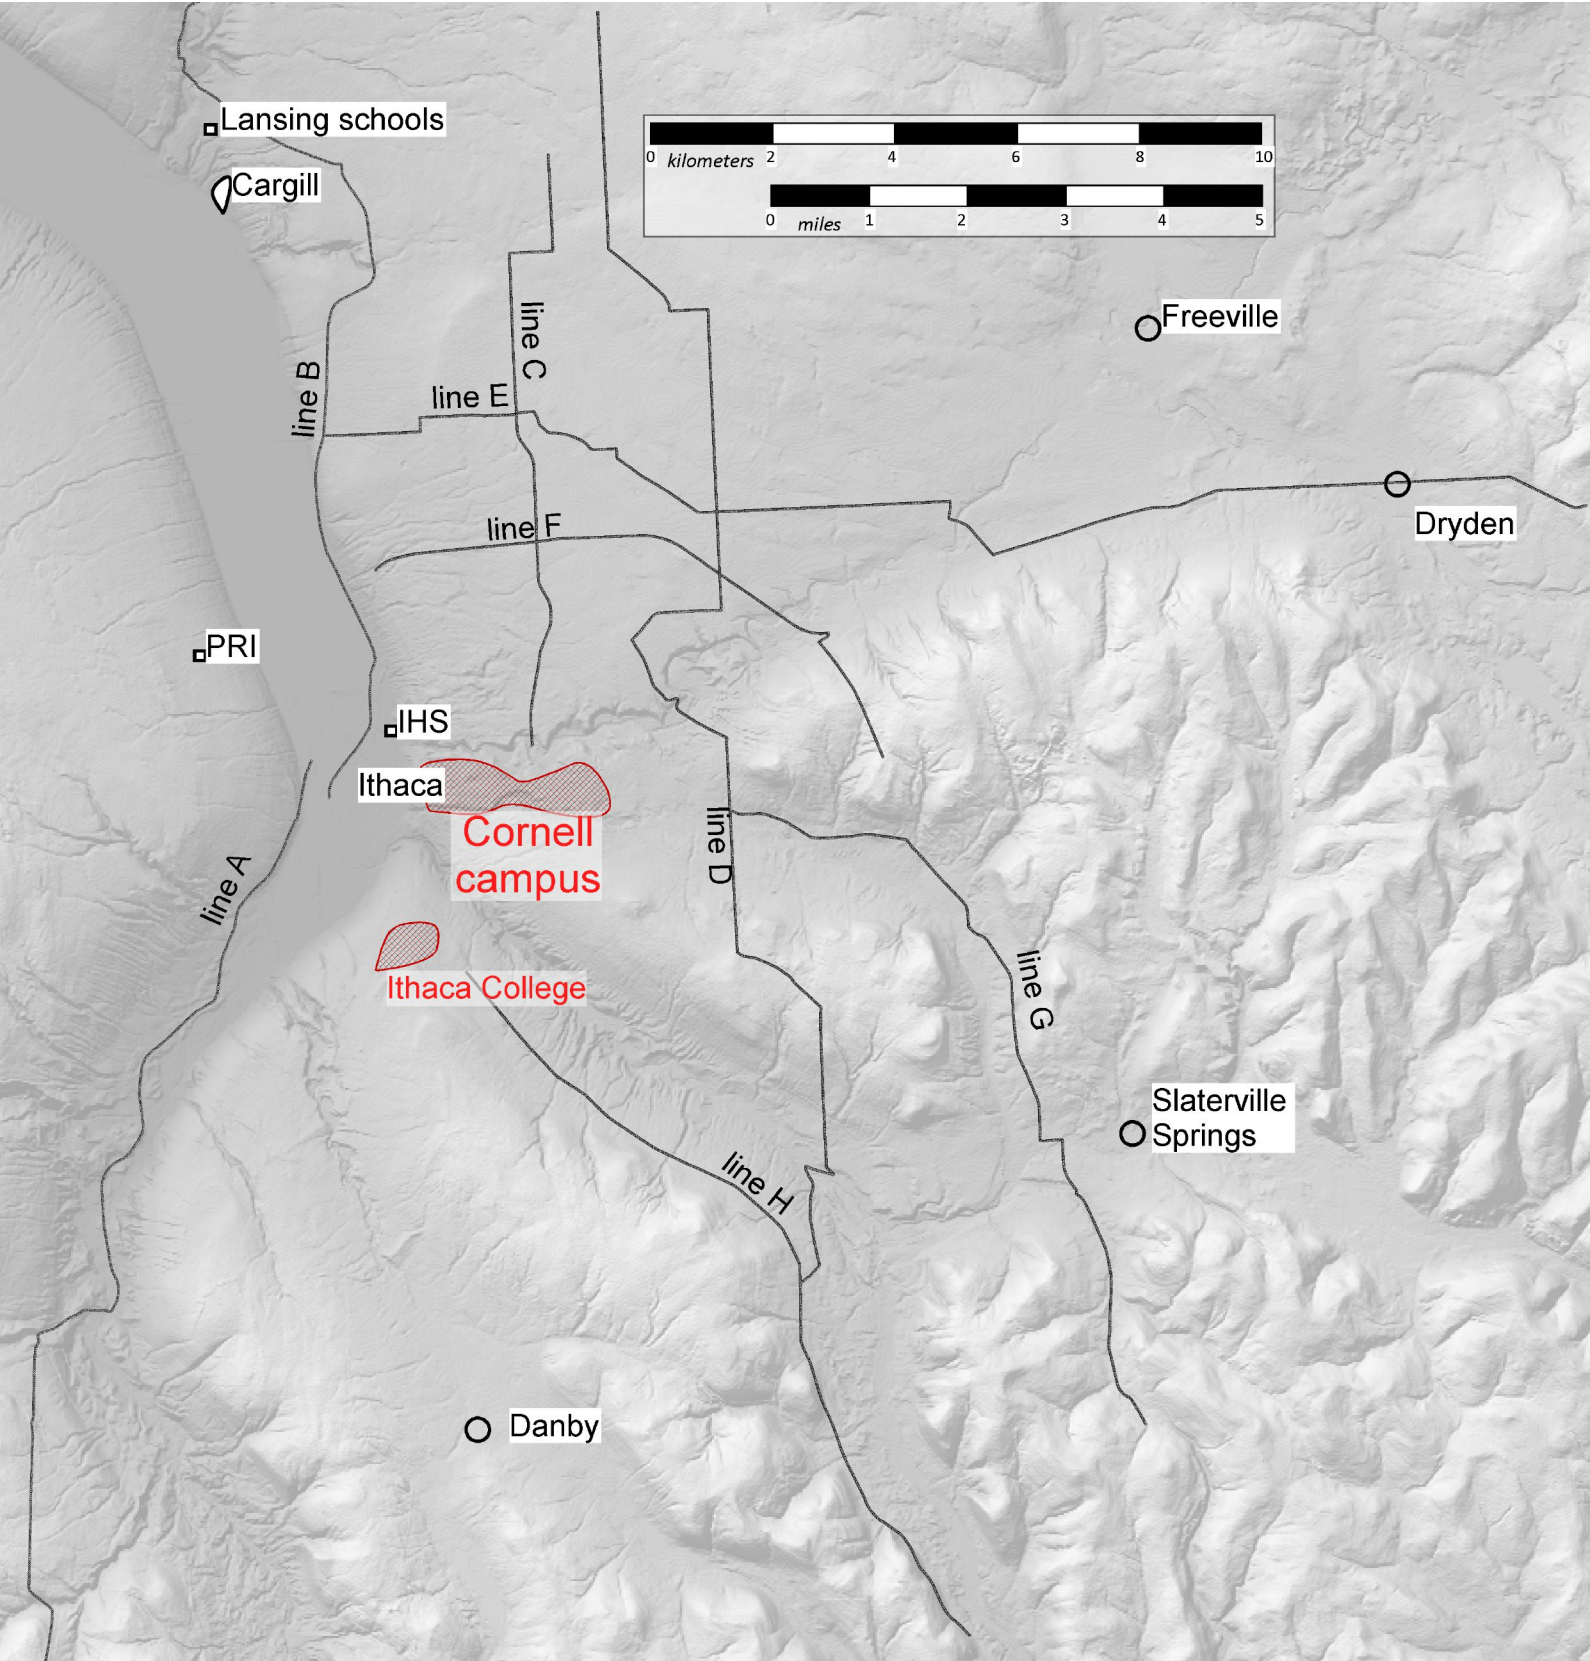 Lansing schools
Cargill
0 kilometers 2 4 6 8 10
0 miles 1 2 3 4 5
line C
Freeville
line B
line E
line F
Dryden
PRI
IHS
Ithaca
Cornell
campus
line D
line A
line G
Ithaca College
Slaterville
Springs
line H
Danby